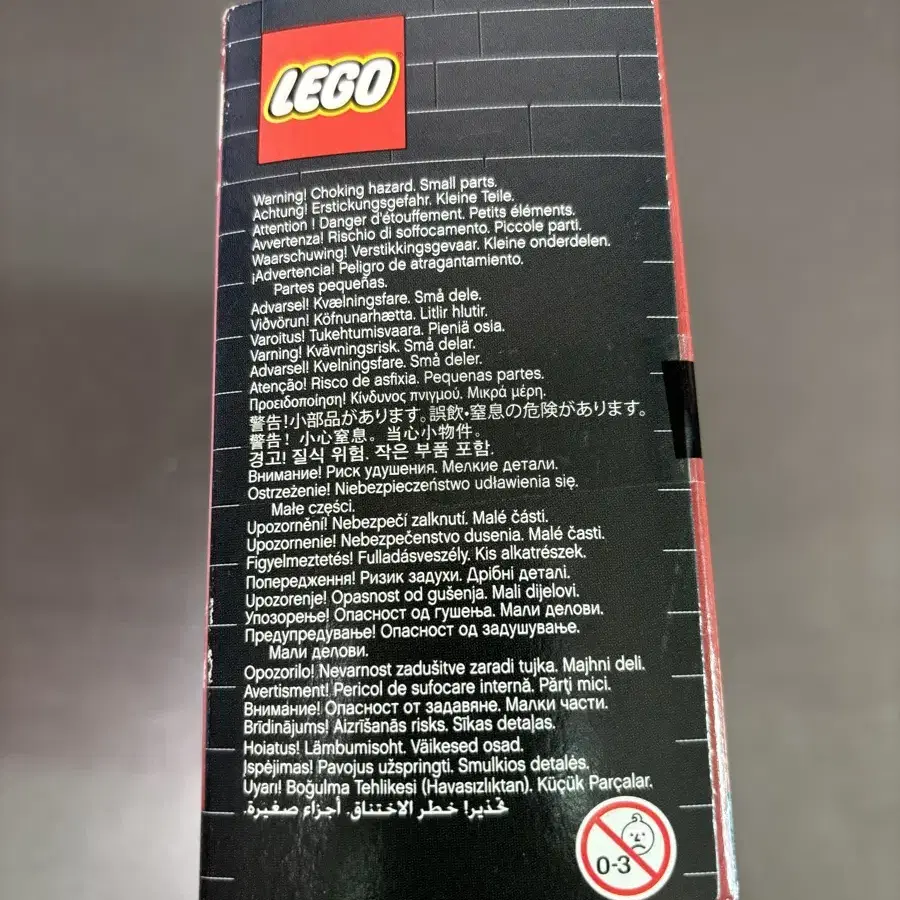 LEGO
Warning! Choking hazard. Small parts.
Achtung! Erstickungsgefahr. Kleine Teile.
Attention ! Danger d'étouffement. Petits éléments.
Avvertenza! Rischio di soffocamento. Piccole parti.
Waarschuwing! Verstikkingsgevaar. Kleine onderdelen.
¡Advertencia! Peligro de atragantamiento.
Partes pequeñas.
Advarsel! Kvælningsfare. Små dele.
Viðvörun! Köfnunarhætta. Litlir hlutir.
Varoitus! Tukehtumisvaara. Pieniä osia.
Varning! Kvävningsrisk. Små delar.
Advarsel! Kvelningsfare. Små deler.
Atenção! Risco de asfixia. Pequenas partes.
Προειδοποίηση! Κίνδυνος πνιγμού. Μικρά μέρη.
警告!小部品があります。誤飲・窒息の危険があります。
警告！小心窒息。当心小物件。
경고! 질식 위험. 작은 부품 포함.
Внимание! Риск удушения. Мелкие детали.
Ostrzeżenie! Niebezpieczeństwo udławienia się.
Małe części.
Upozornění! Nebezpečí zalknutí. Malé části.
Upozornenie! Nebezpečenstvo dusenia. Malé časti.
Figyelmeztetés! Fulladásveszély. Kis alkatrészek.
Попередження! Ризик задухи. Дрібні деталі.
Upozorenje! Opasnost od gušenja. Mali dijelovi.
Упозорење! Опасност од гушења. Мали делови.
Предупредување! Опасност од задушување.
Мали делови.
Opozorilo! Nevarnost zadušitve zaradi tujka. Majhni deli.
Avertisment! Pericol de sufocare internă. Părţi mici.
Внимание! Опасност от задавяне. Малки части.
Brīdinājums! Aizrīšanās risks. Sīkas detaļas.
Hoiatus! Lämbumisoht. Väikesed osad.
Įspėjimas! Pavojus užspringti. Smulkios detalės.
Uyarı! Boğulma Tehlikesi (Havasızlıktan). Küçük Parçalar.
تحذير! خطر الاختناق. أجزاء صغيرة.
0-3